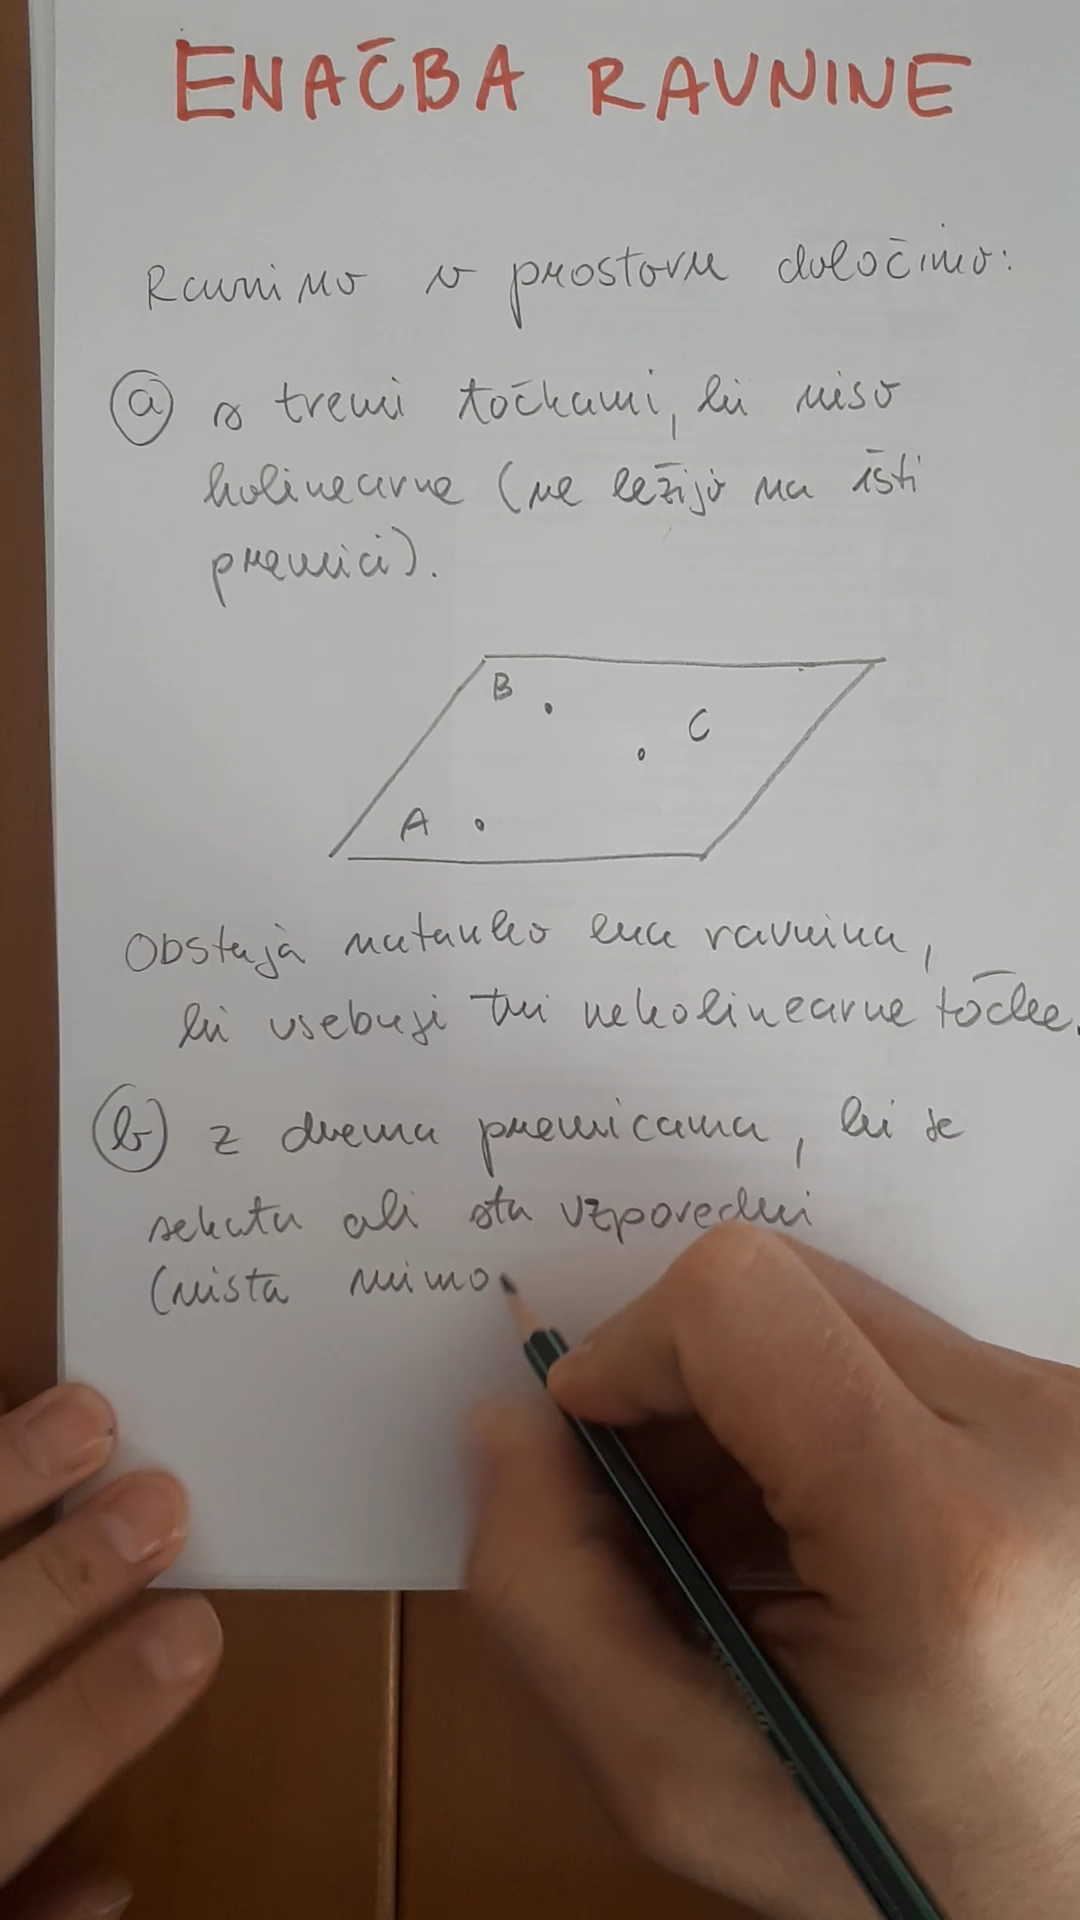 ENAČBA RAVNINE
Ravnino v prostoru določimo:
a) s tremi točkami, ki niso
kolinearne (ne ležijo na isti
premici).
B
C
A
Obstaja natanko ena ravnina,
ki vsebuje tri nekolinearne točke.
b) z dvema premicama, ki se
sekata ali sta vzporedni
(nista mimo